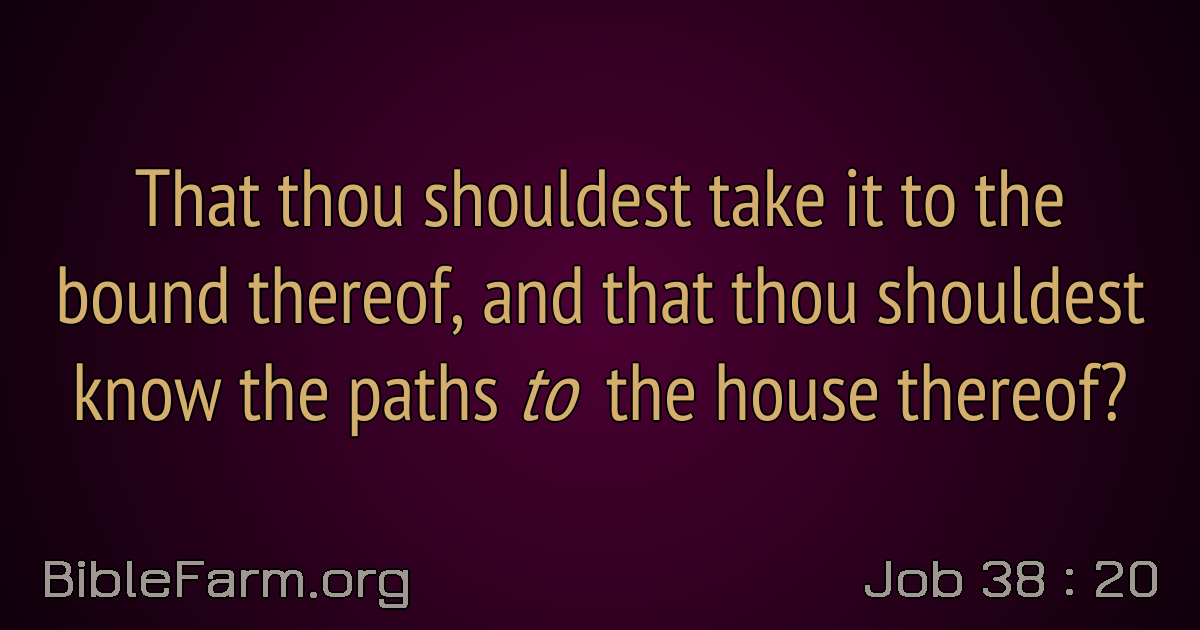 That thou shouldest take it to the
bound thereof, and that thou shouldest
know the paths to the house thereof?
BibleFarm.org
Job 38 : 20